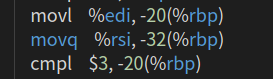 movl %edi, -20(%rbp)
movq %rsi, -32(%rbp)
cmpl $3, -20(%rbp)